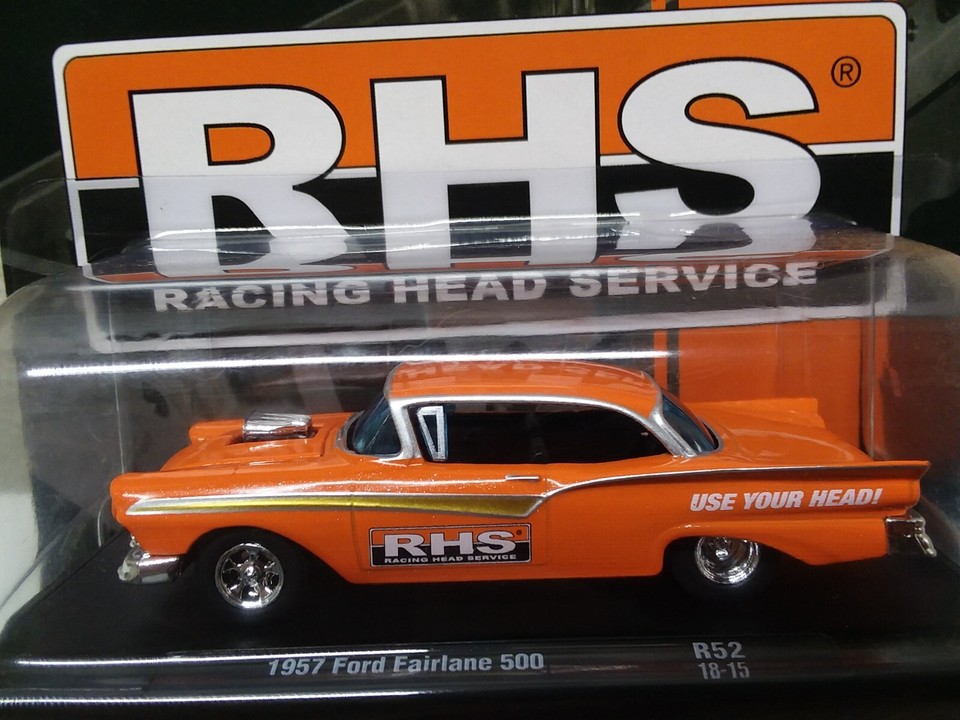 RHS®
RACING HEAD SERVICE
USE YOUR HEAD!
RHS
RACING HEAD SERVICE
1957 Ford Fairlane 500
R52
18-15